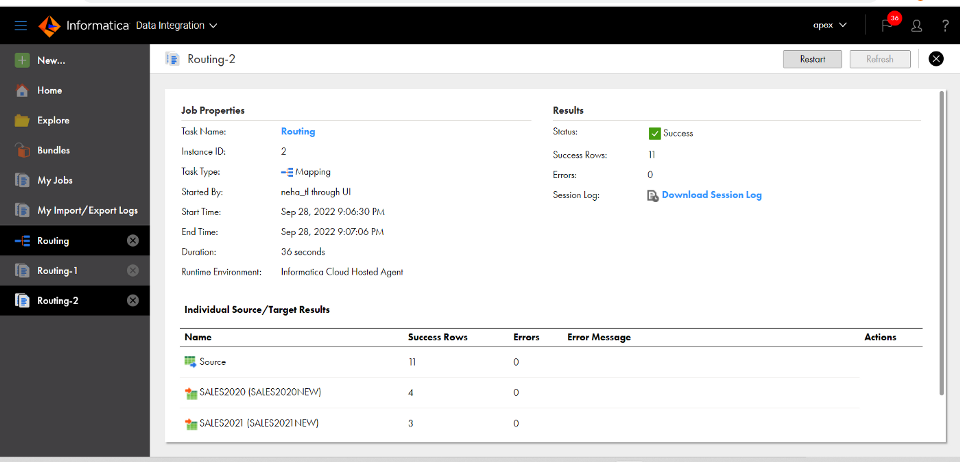 Informatica Data Integration
apax
36
?
New...
Home
Explore
Bundles
My Jobs
My Import/Export Logs
Routing
Routing-1
Routing-2
Routing-2
Restart
Refresh
Job Properties
Task Name: Routing
Instance ID: 2
Task Type: Mapping
Started By: neha_tl through UI
Start Time: Sep 28, 2022 9:06:30 PM
End Time: Sep 28, 2022 9:07:06 PM
Duration: 36 seconds
Runtime Environment: Informatica Cloud Hosted Agent
Results
Status: Success
Success Rows: 11
Errors: 0
Session Log: Download Session Log
Individual Source/Target Results
Name Success Rows Errors Error Message Actions
Source 11 0
SALES2020 (SALES2020NEW) 4 0
SALES2021 (SALES2021NEW) 3 0